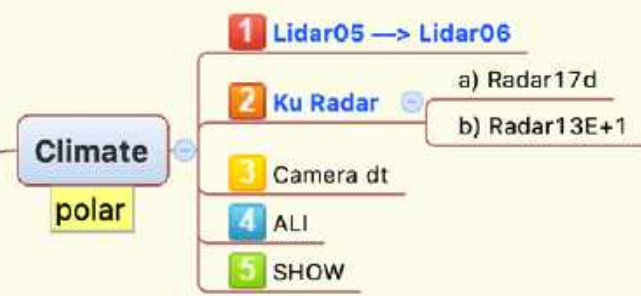 Climate
polar
1 Lidar05 —> Lidar06
2 Ku Radar
a) Radar17d
b) Radar13E+1
3 Camera dt
4 ALI
5 SHOW